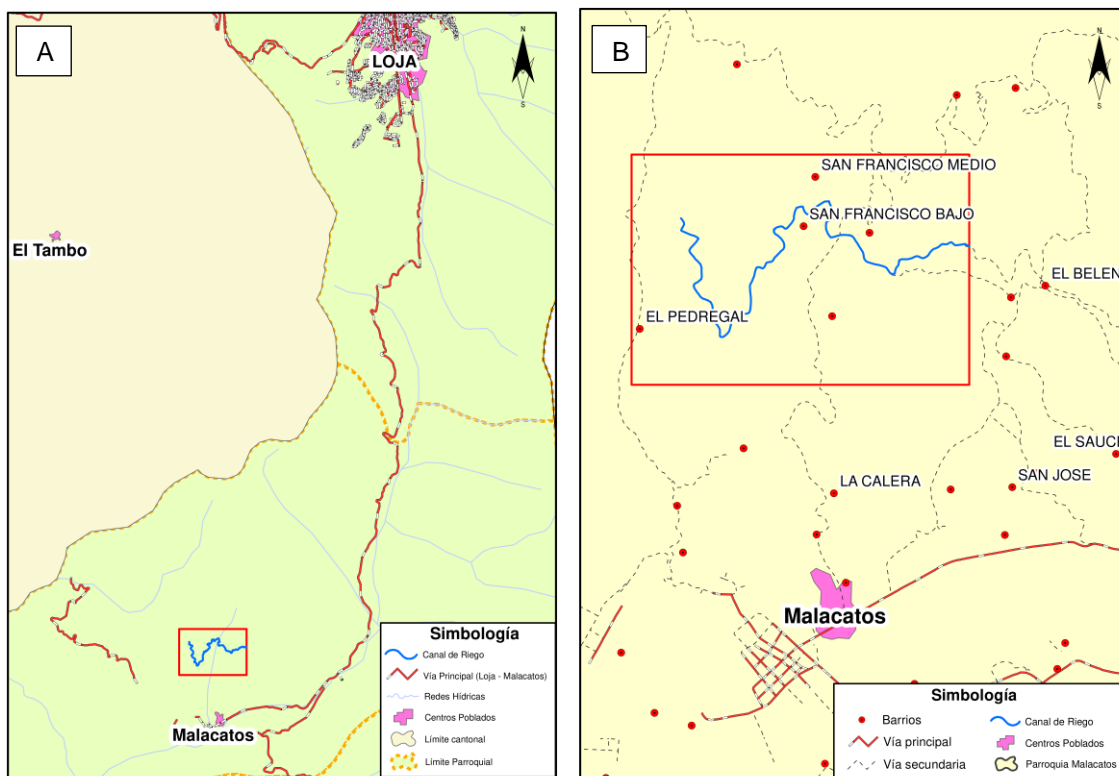 A
N
S
LOJA
El Tambo
Malacatos
Simbología
Canal de Riego
Vía Principal (Loja - Malacatos)
Redes Hídricas
Centros Poblados
Límite cantonal
Límite Parroquial
B
N
S
SAN FRANCISCO MEDIO
SAN FRANCISCO BAJO
EL BELEN
EL PEDREGAL
EL SAUCE
LA CALERA
SAN JOSE
Malacatos
Simbología
Barrios
Canal de Riego
Vía principal
Centros Poblados
Vía secundaria
Parroquia Malacatos